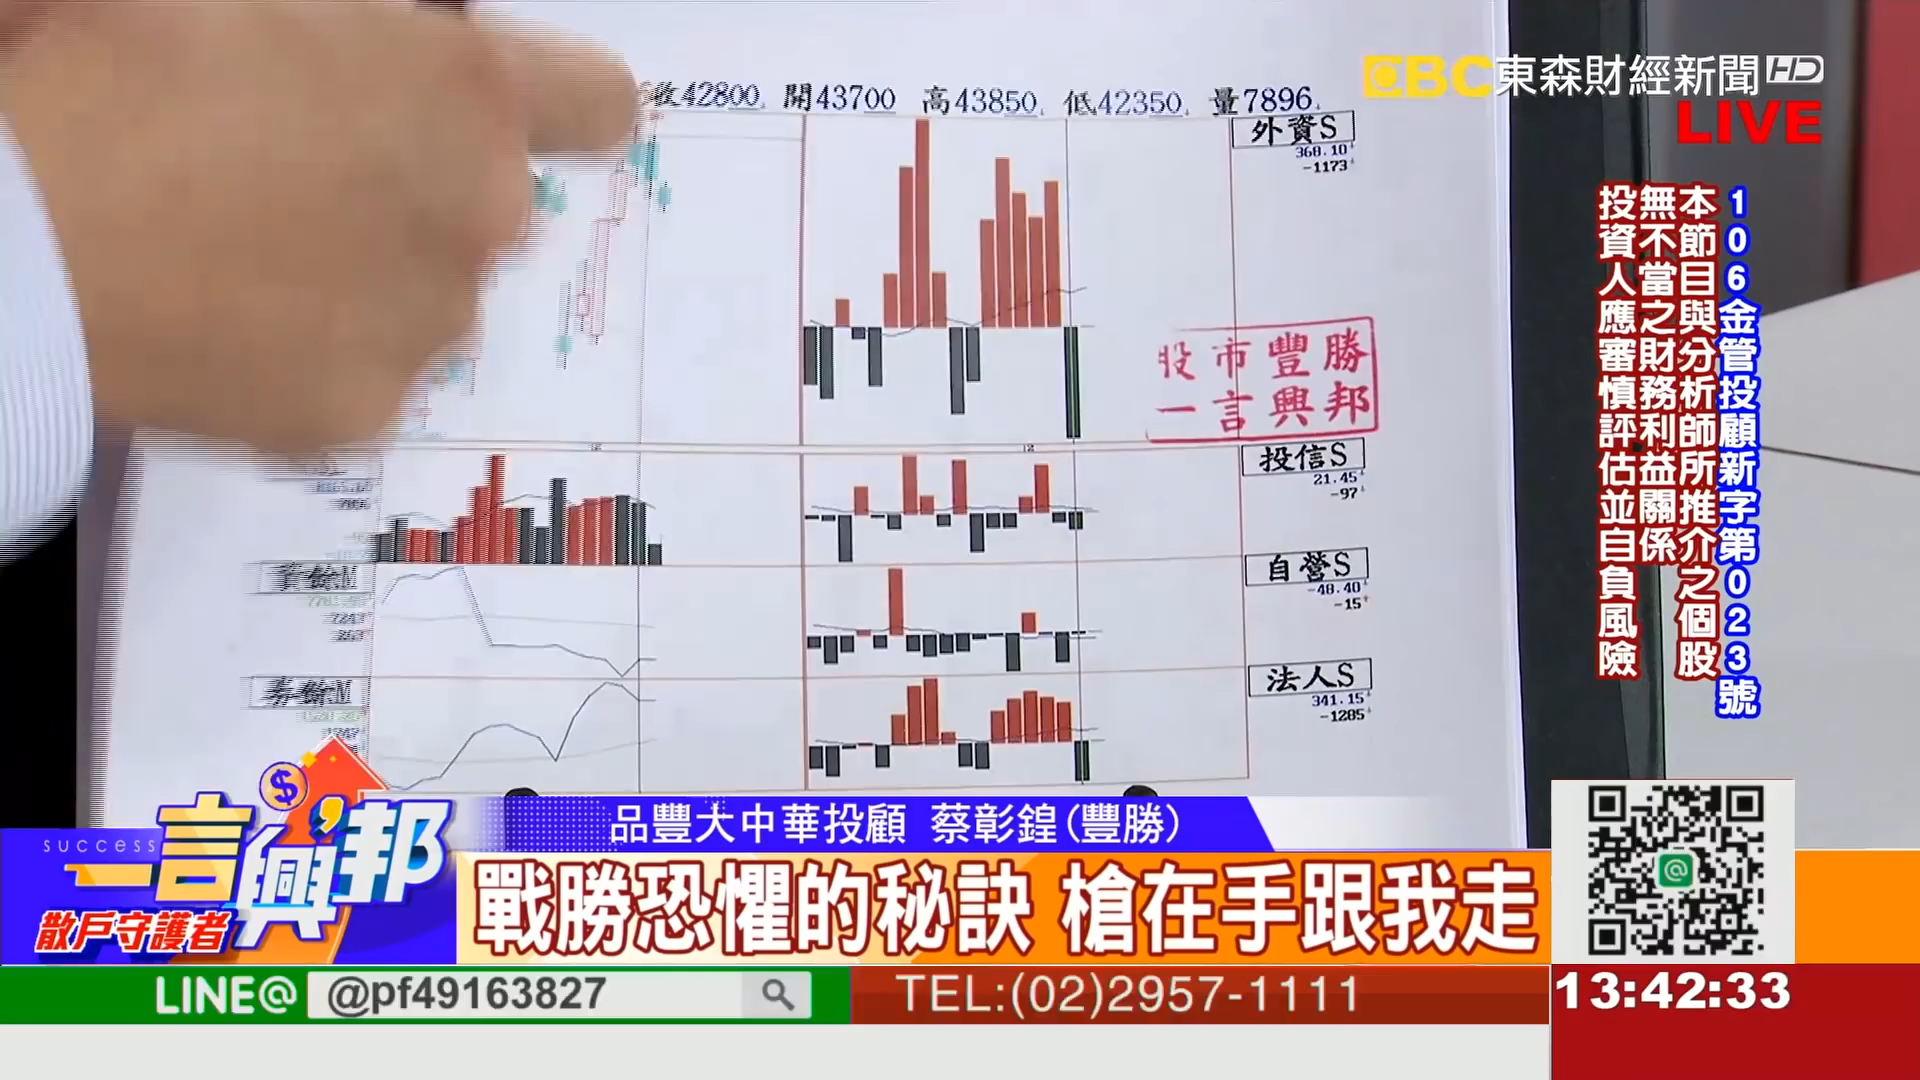 收42800 開43700 高43850 低42350 量7896
EBC東森財經新聞HD
LIVE
外資S
368.10
-1173
106金管投顧新字第023號
本節目與分析師所推介之個股
無不當之財務利益關係
投資人應審慎評估並自負風險
股市豐勝
一言興邦
投信S
21.45
-97
自營S
-48.40
-15
資餘M
法人S
341.15
-1285
券餘M
success
一言興邦
散戶守護者
品豐大中華投顧 蔡彰鍠(豐勝)
戰勝恐懼的秘訣 槍在手跟我走
LINE@ @pf49163827
TEL:(02)2957-1111
13:42:33